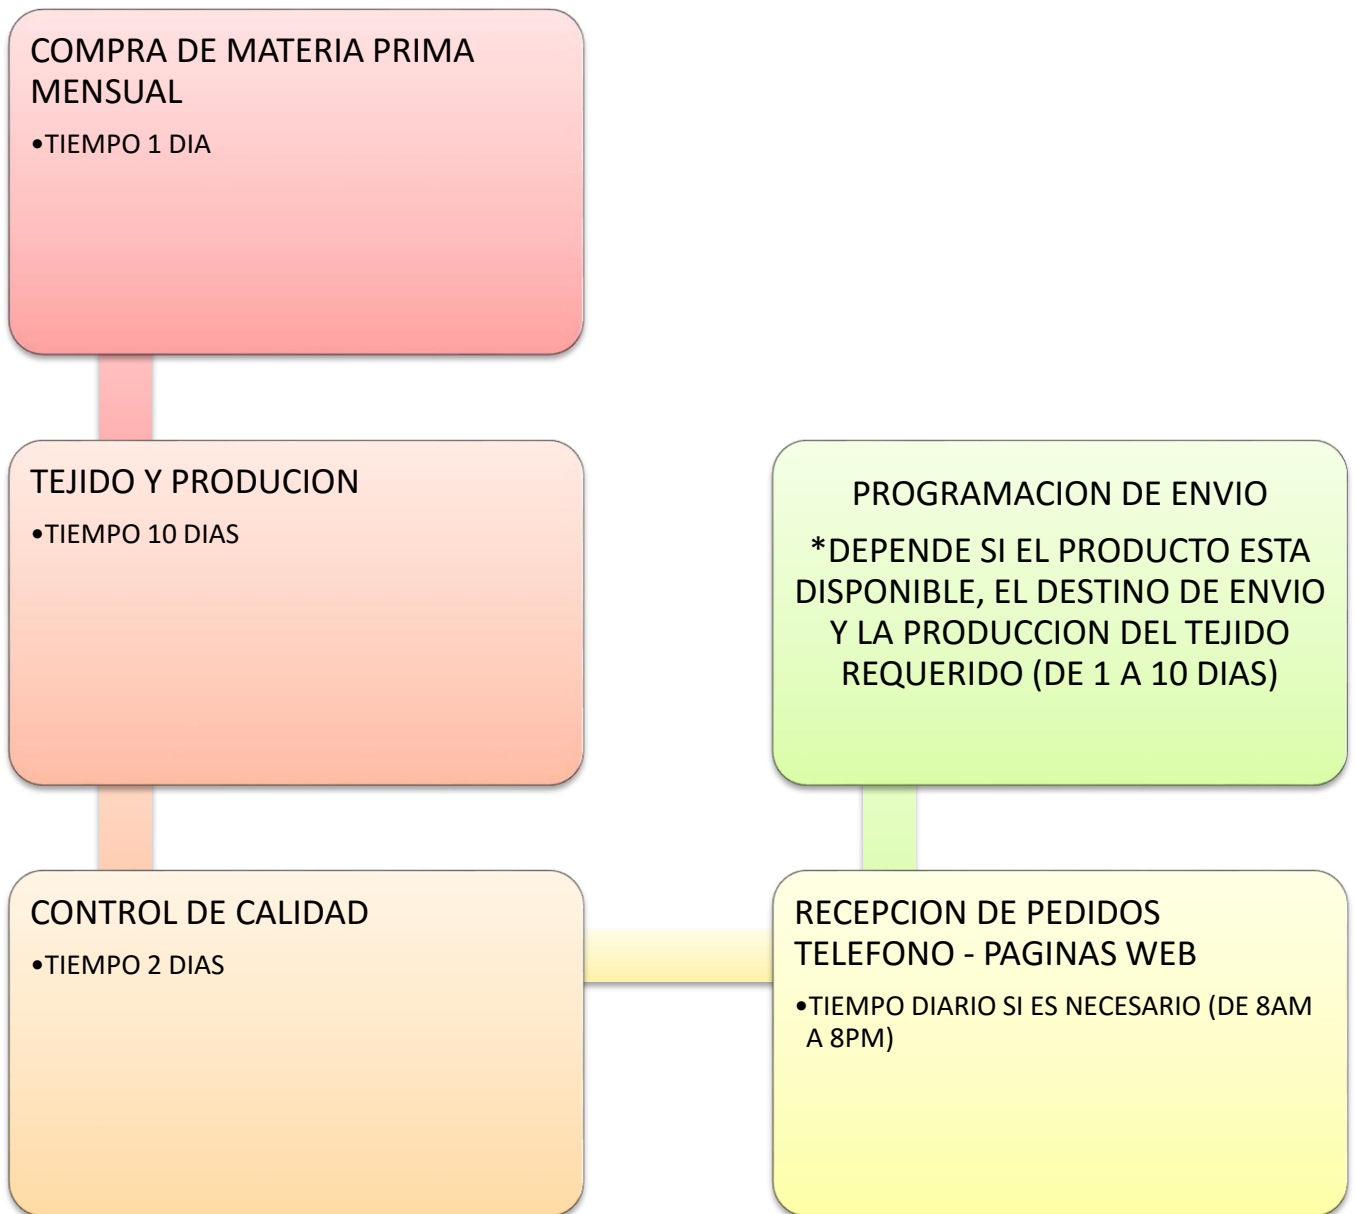 COMPRA DE MATERIA PRIMA
MENSUAL
•TIEMPO 1 DIA
TEJIDO Y PRODUCION
•TIEMPO 10 DIAS
CONTROL DE CALIDAD
•TIEMPO 2 DIAS
RECEPCION DE PEDIDOS
TELEFONO - PAGINAS WEB
•TIEMPO DIARIO SI ES NECESARIO (DE 8AM
A 8PM)
PROGRAMACION DE ENVIO
*DEPENDE SI EL PRODUCTO ESTA
DISPONIBLE, EL DESTINO DE ENVIO
Y LA PRODUCCION DEL TEJIDO
REQUERIDO (DE 1 A 10 DIAS)